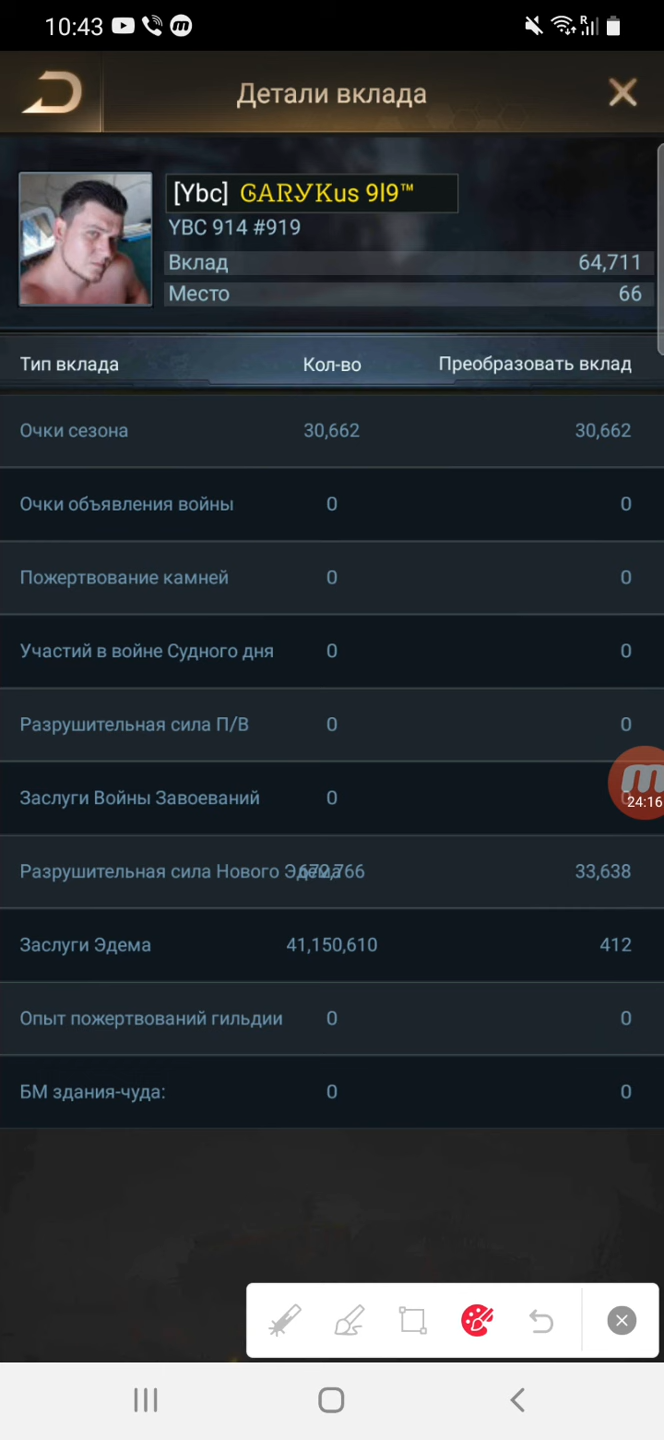 10:43
Детали вклада
[Ybc] GARУKus 9l9™
YBC 914 #919
Вклад 64,711
Место 66
Тип вклада Кол-во Преобразовать вклад
Очки сезона 30,662 30,662
Очки объявления войны 0 0
Пожертвование камней 0 0
Участий в войне Судного дня 0 0
Разрушительная сила П/В 0 0
Заслуги Войны Завоеваний 0
24:16
Разрушительная сила Нового Эдема 33,638
Заслуги Эдема 41,150,610 412
Опыт пожертвований гильдии 0 0
БМ здания-чуда: 0 0